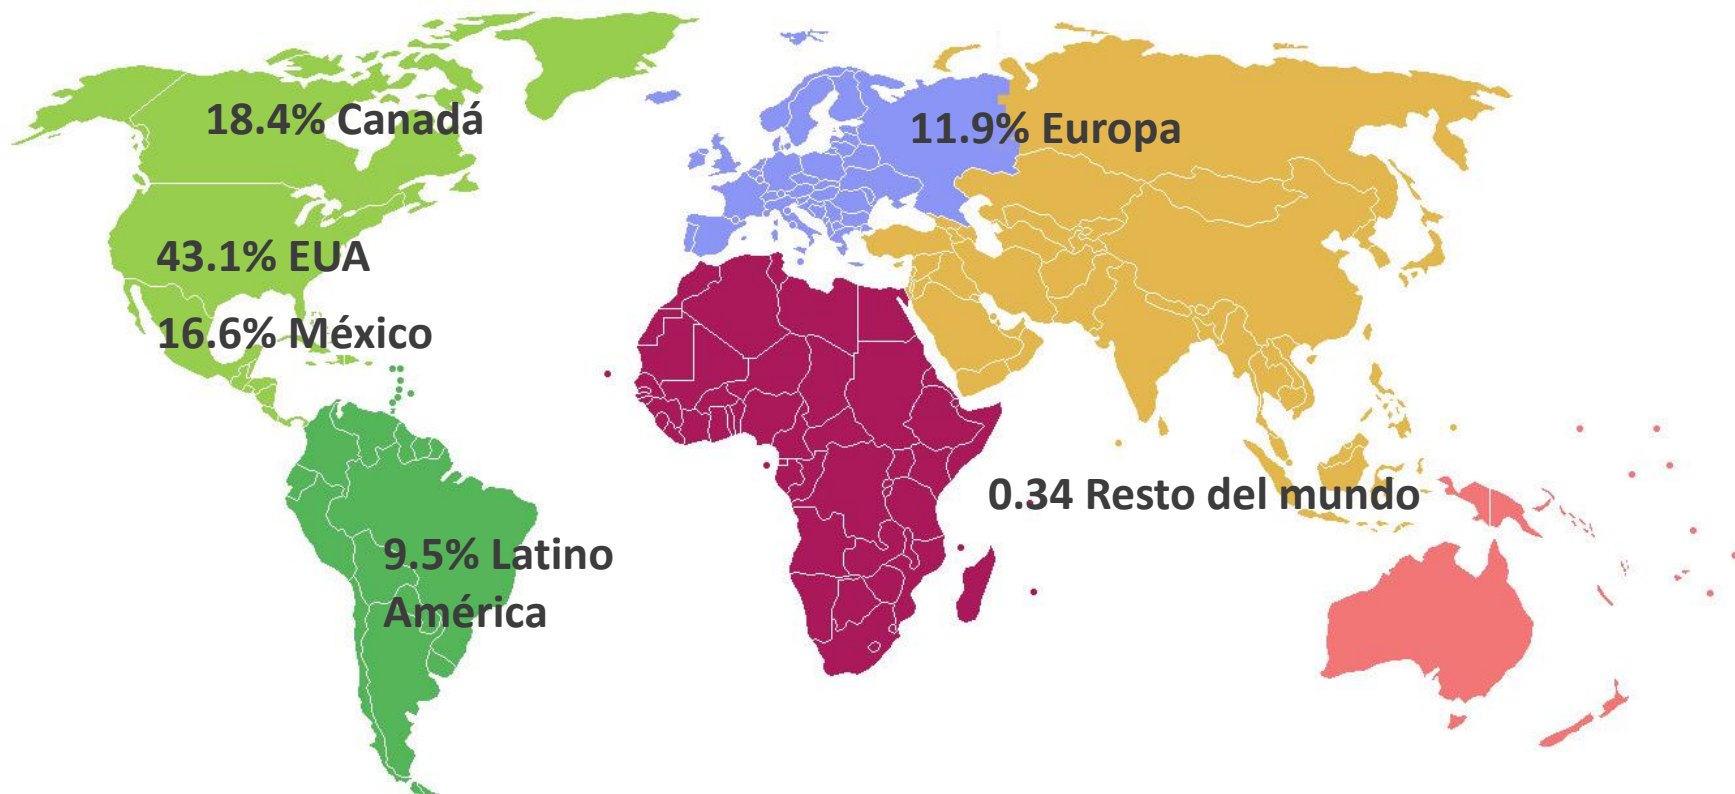 18.4% Canadá
11.9% Europa
43.1% EUA
16.6% México
0.34 Resto del mundo
9.5% Latino
América